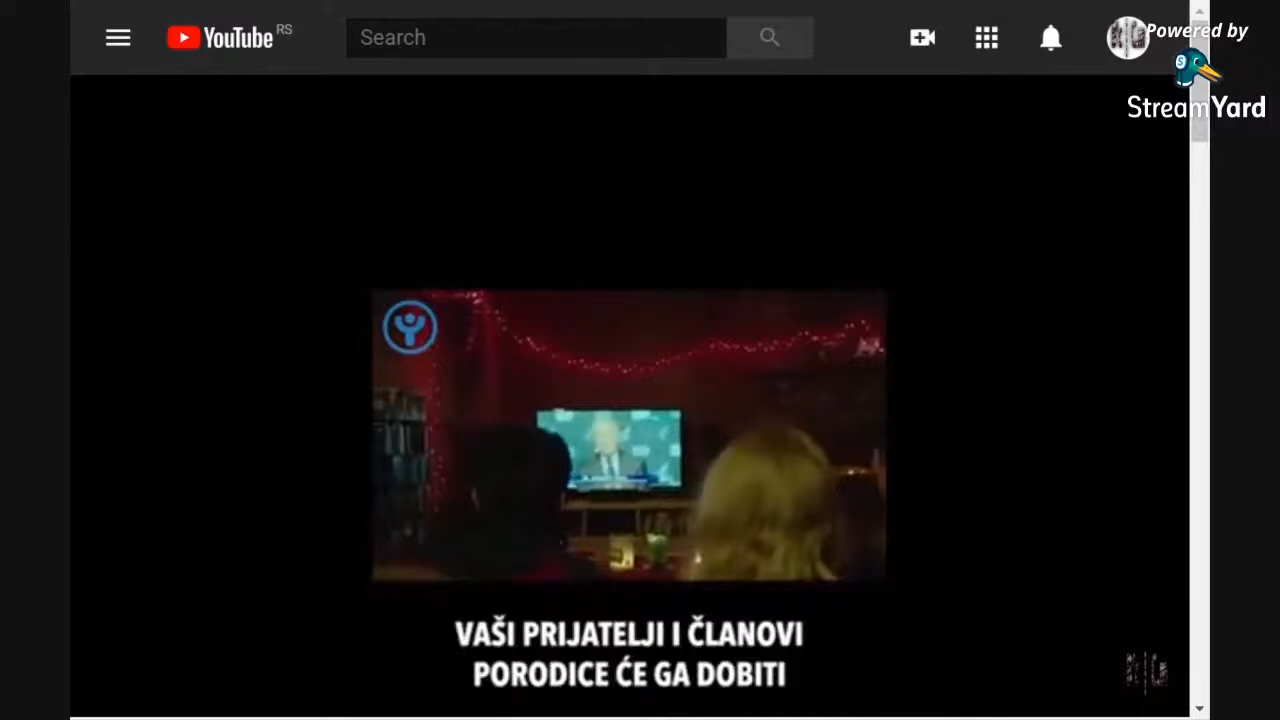 YouTube RS
Search
Powered by
StreamYard
VAŠI PRIJATELJI I ČLANOVI
PORODICE ĆE GA DOBITI